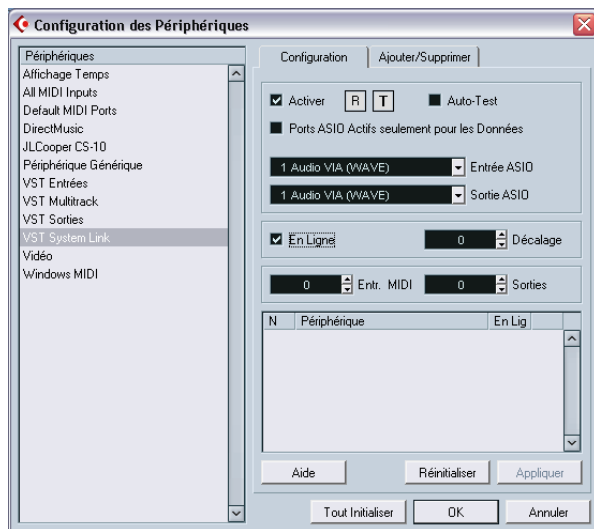 Configuration des Périphériques
Périphériques
Affichage Temps
All MIDI Inputs
Default MIDI Ports
DirectMusic
JLCooper CS-10
Périphérique Générique
VST Entrées
VST Multitrack
VST Sorties
VST System Link
Vidéo
Windows MIDI
Configuration Ajouter/Supprimer
Activer R T Auto-Test
Ports ASIO Actifs seulement pour les Données
1 Audio VIA (WAVE) Entrée ASIO
1 Audio VIA (WAVE) Sortie ASIO
En Ligne 0 Décalage
0 Entr. MIDI 0 Sorties
N Périphérique En Lig
Aide Réinitialiser Appliquer
Tout Initialiser OK Annuler